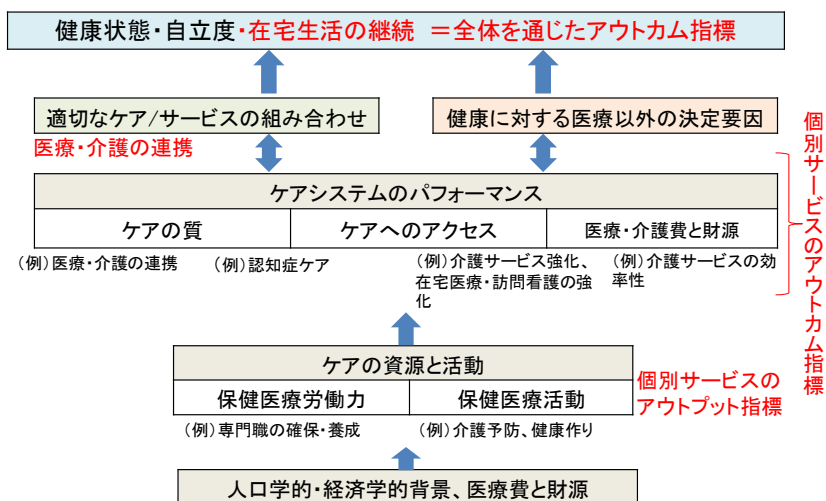 健康状態・自立度・在宅生活の継続 ＝全体を通じたアウトカム指標
適切なケア/サービスの組み合わせ
健康に対する医療以外の決定要因
医療・介護の連携
ケアシステムのパフォーマンス
ケアの質
ケアへのアクセス
医療・介護費と財源
（例）医療・介護の連携
（例）認知症ケア
（例）介護サービス強化、
在宅医療・訪問看護の強
化
（例）介護サービスの効
率性
個別サービスのアウトカム指標
ケアの資源と活動
保健医療労働力
保健医療活動
個別サービスの
アウトプット指標
（例）専門職の確保・養成
（例）介護予防、健康作り
人口学的・経済学的背景、医療費と財源